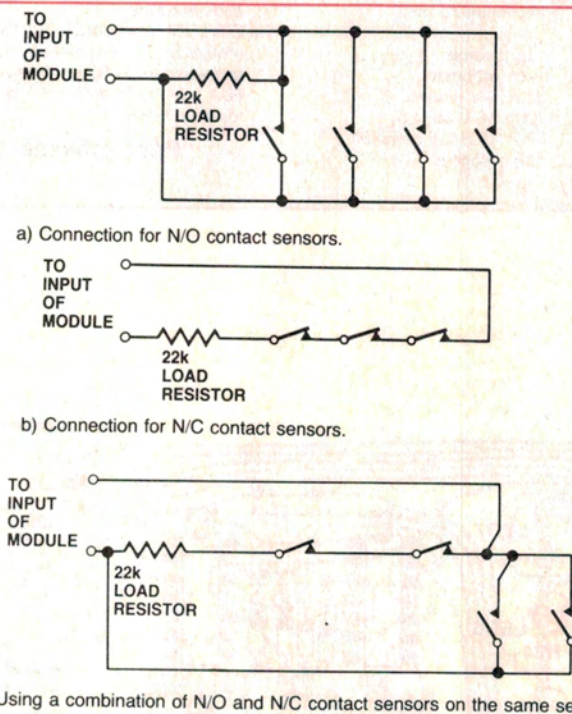 TO
INPUT
OF
MODULE
22k
LOAD
RESISTOR
a) Connection for N/O contact sensors.
TO
INPUT
OF
MODULE
22k
LOAD
RESISTOR
b) Connection for N/C contact sensors.
TO
INPUT
OF
MODULE
22k
LOAD
RESISTOR
Using a combination of N/O and N/C contact sensors on the same